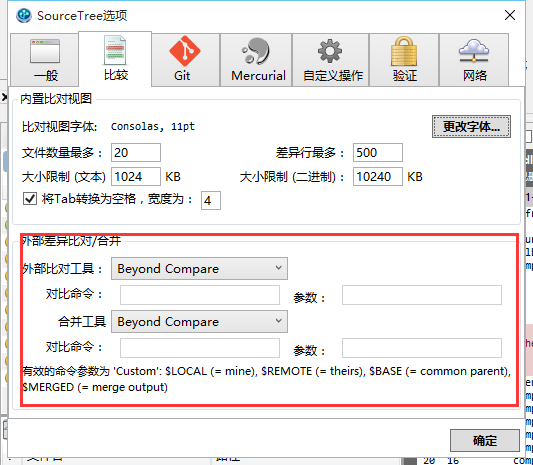 SourceTree选项
一般 比较 Git Mercurial 自定义操作 验证 网络
内置比对视图
比对视图字体: Consolas, 11pt 更改字体...
文件数量最多： 20 差异行最多： 500
大小限制 (文本) 1024 KB 大小限制 (二进制)： 10240 KB
将Tab转换为空格，宽度为： 4
外部差异比对/合并
外部比对工具： Beyond Compare
对比命令： 参数：
合并工具 Beyond Compare
对比命令： 参数：
有效的命令参数为 'Custom': $LOCAL (= mine), $REMOTE (= theirs), $BASE (= common parent),
$MERGED (= merge output)
确定
20 16